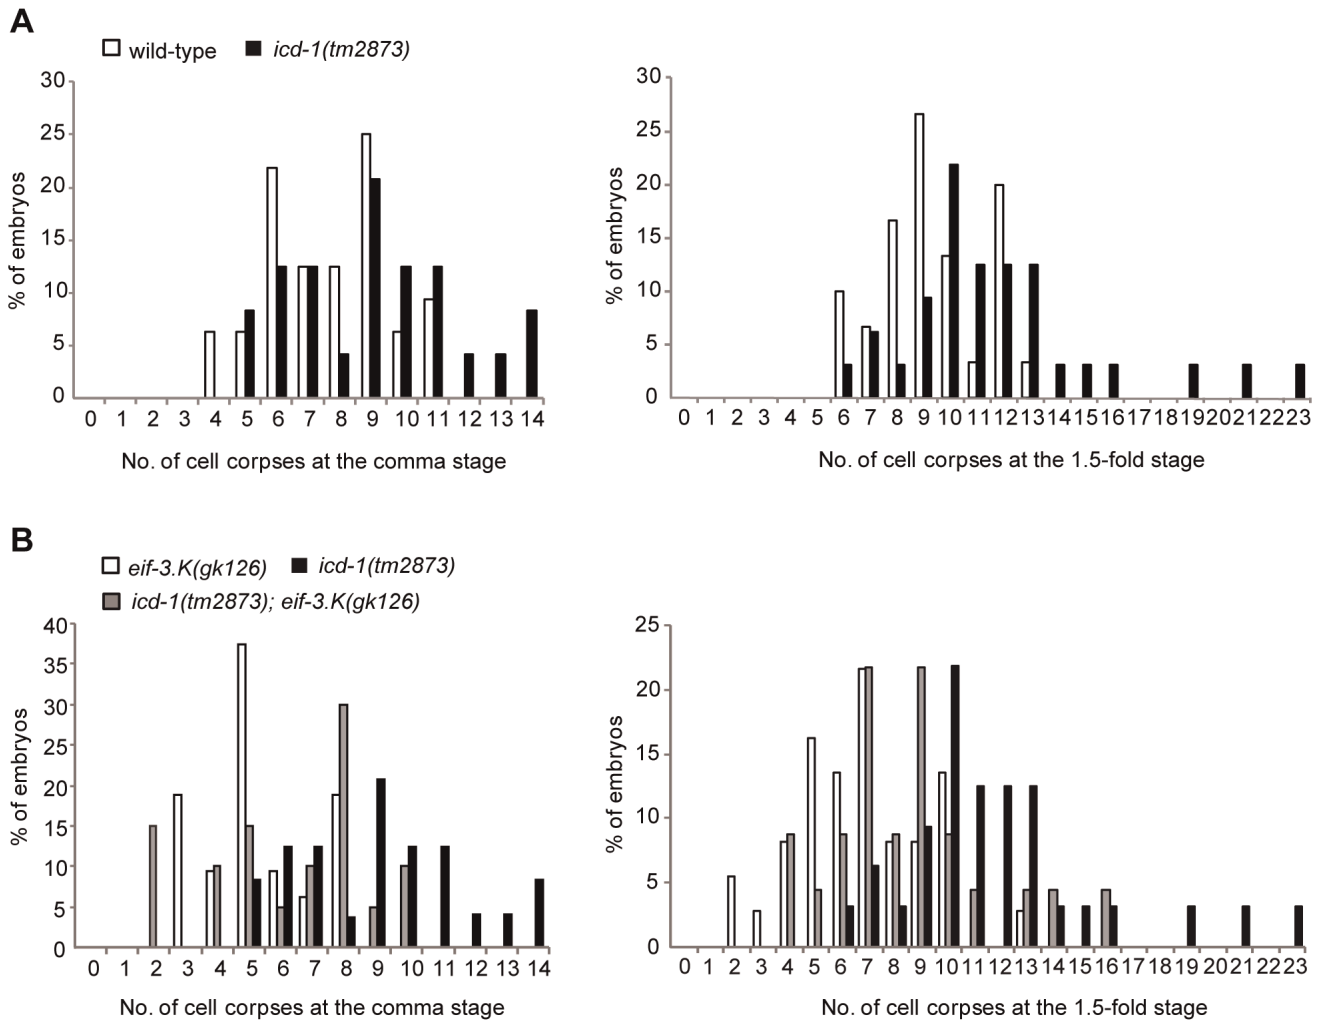 A
wild-type icd-1(tm2873)
30
25
20
15
10
5
0
% of embryos
0 1 2 3 4 5 6 7 8 9 10 11 12 13 14
No. of cell corpses at the comma stage
30
25
20
15
10
5
0
% of embryos
0 1 2 3 4 5 6 7 8 9 10 11 12 13 14 15 16 17 18 19 20 21 22 23
No. of cell corpses at the 1.5-fold stage
B
eif-3.K(gk126) icd-1(tm2873)
icd-1(tm2873); eif-3.K(gk126)
40
35
30
25
20
15
10
5
0
% of embryos
0 1 2 3 4 5 6 7 8 9 10 11 12 13 14
No. of cell corpses at the comma stage
25
20
15
10
5
0
% of embryos
0 1 2 3 4 5 6 7 8 9 10 11 12 13 14 15 16 17 18 19 20 21 22 23
No. of cell corpses at the 1.5-fold stage